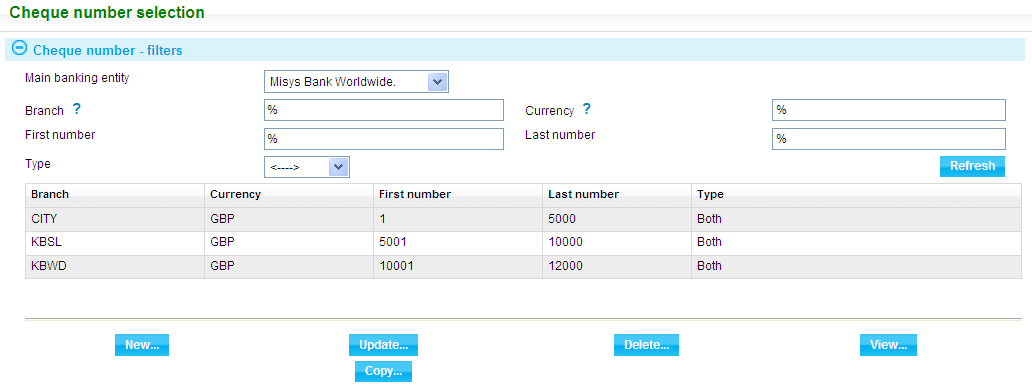 Cheque number selection
Cheque number - filters
Main banking entity Misys Bank Worldwide.
Branch ? % Currency ? %
First number % Last number %
Type <----> Refresh
Branch Currency First number Last number Type
CITY GBP 1 5000 Both
KBSL GBP 5001 10000 Both
KBWD GBP 10001 12000 Both
New... Update... Delete... View...
Copy...